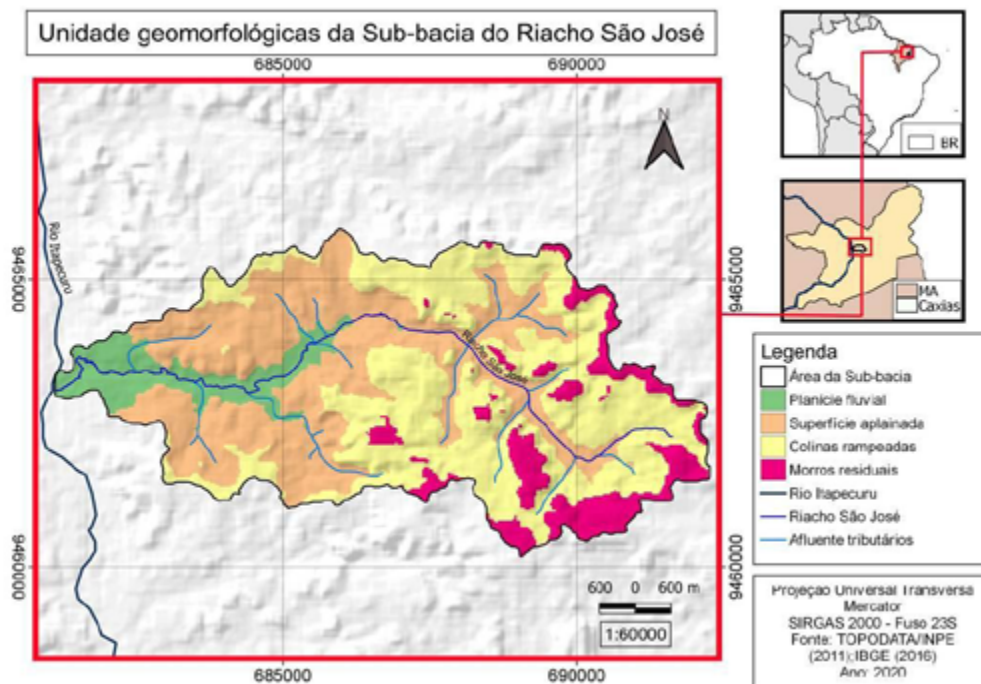 Unidade geomorfológicas da Sub-bacia do Riacho São José
685000
690000
N
BR
Rio Itapecuru
9465000
9465000
MA
Caxias
Riacho São José
Legenda
Área da Sub-bacia
Planície fluvial
Superfície aplainada
Colinas rampeadas
Morros residuais
Rio Itapecuru
Riacho São José
Afluente tributários
9460000
9460000
600 0 600 m
1:60000
685000
690000
Projeção Universal Transversa
Mercator
SIRGAS 2000 - Fuso 23S
Fonte: TOPODATA/INPE
(2011);IBGE (2016)
Ano: 2020